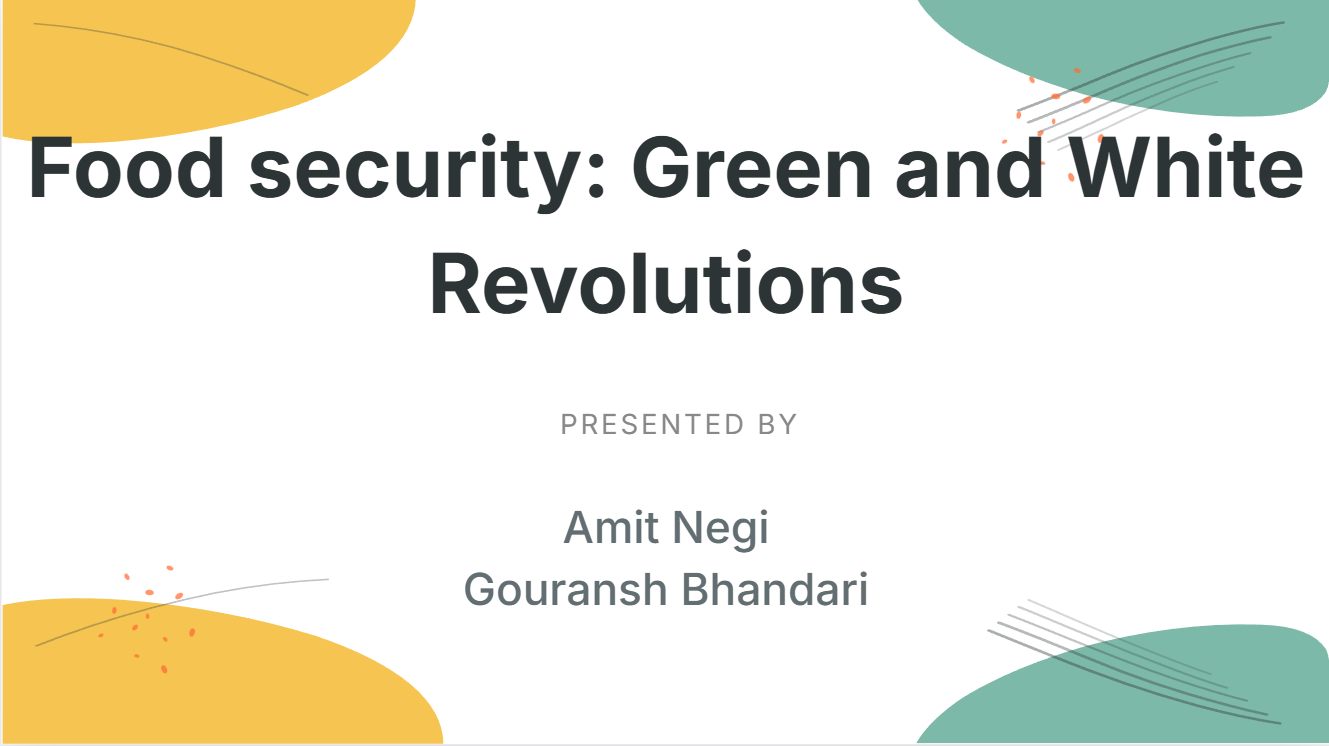 Food security: Green and White
Revolutions
PRESENTED BY
Amit Negi
Gouransh Bhandari